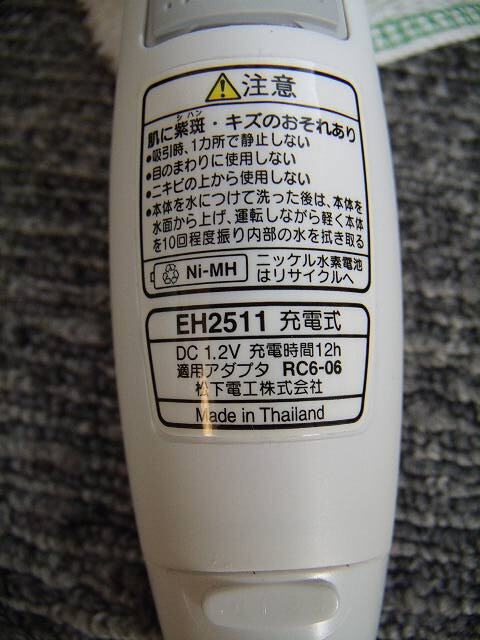 注意
シハン
肌に紫斑・キズのおそれあり
•吸引時、1カ所で静止しない
•目のまわりに使用しない
•ニキビの上から使用しない
•本体を水につけて洗った後は、本体を
水面から上げ、運転しながら軽く本体
を10回程度振り内部の水を拭き取る
Ni-MH ニッケル水素電池
はリサイクルへ
EH2511 充電式
DC 1.2V 充電時間12h
適用アダプタ RC6-06
松下電工株式会社
Made in Thailand